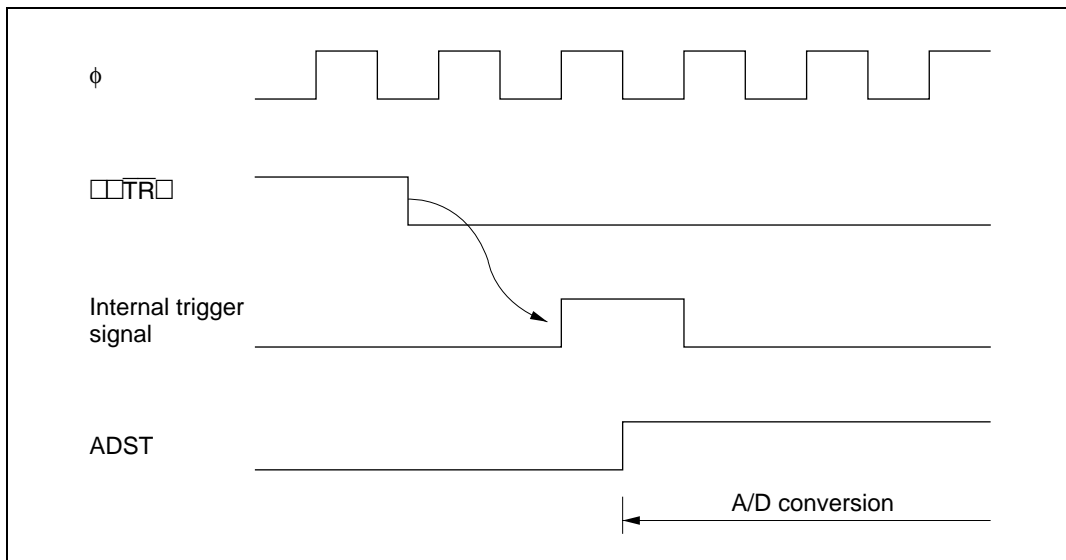 ϕ
□□TR□
Internal trigger
signal
ADST
A/D conversion